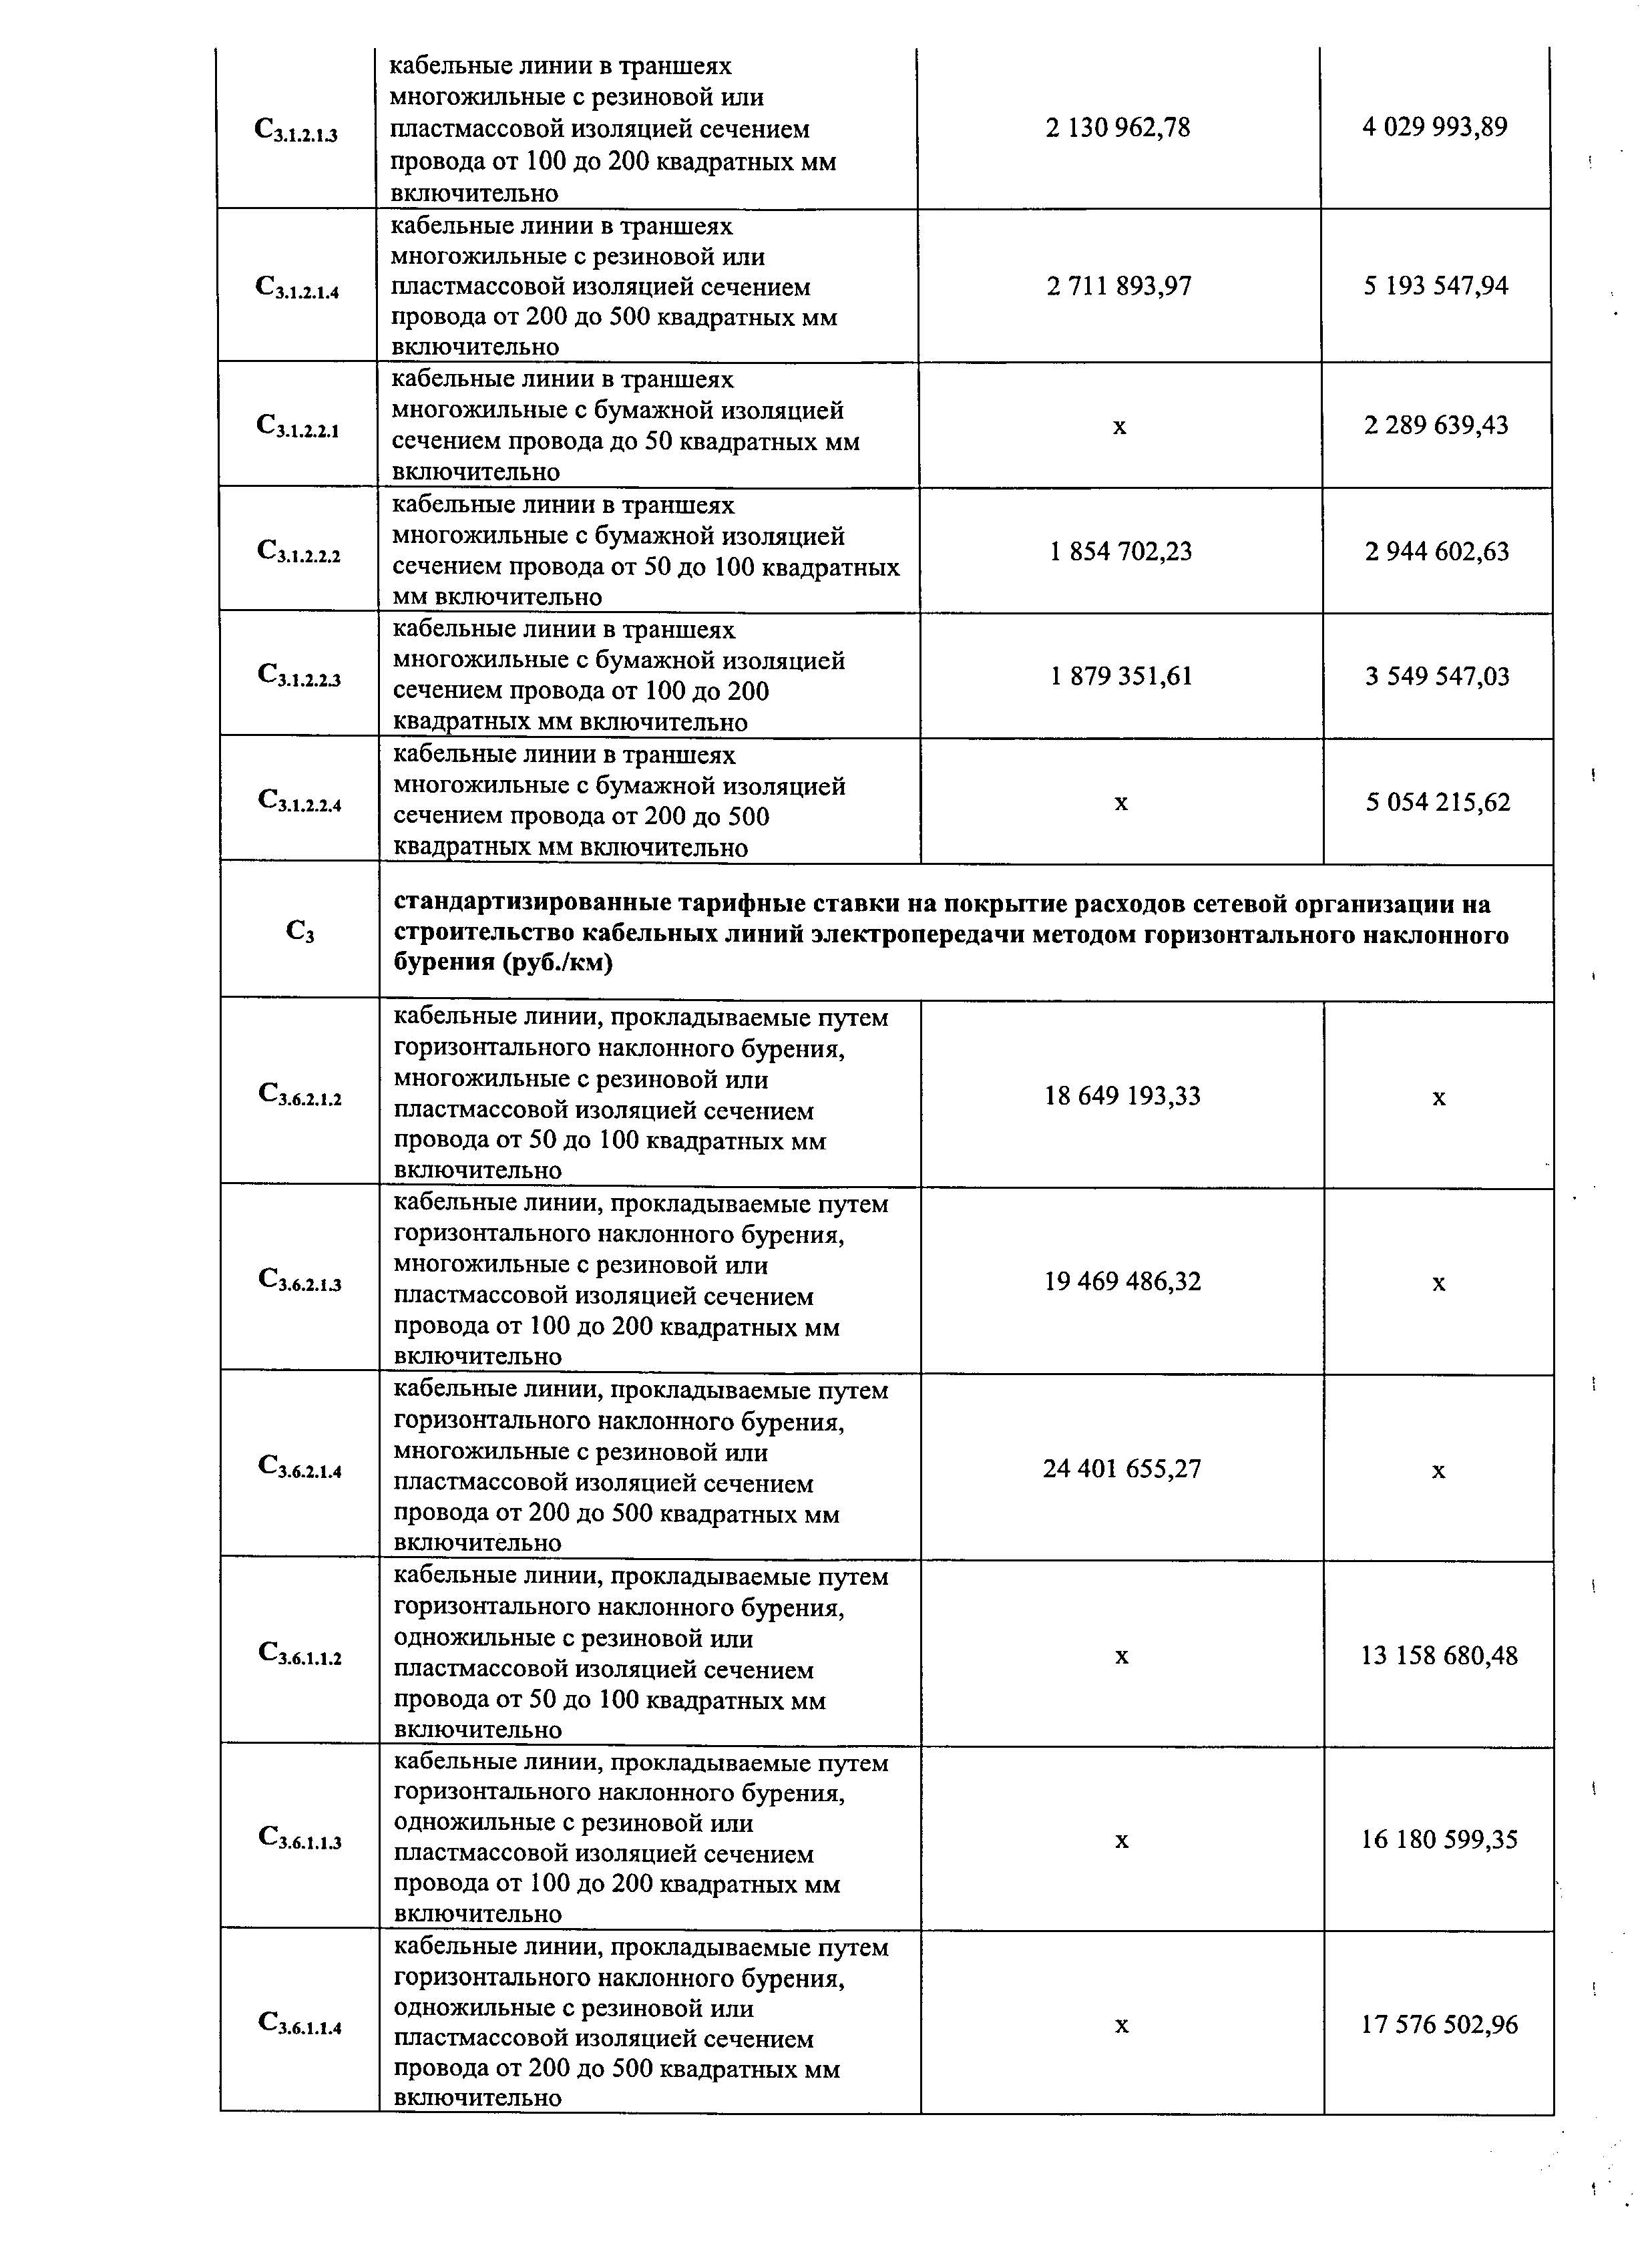 кабельные линии в траншеях
многожильные с резиновой или
С3.1.2.1.3 пластмассовой изоляцией сечением 2 130 962,78 4 029 993,89
провода от 100 до 200 квадратных мм
включительно
кабельные линии в траншеях
многожильные с резиновой или
С3.1.2.1.4 пластмассовой изоляцией сечением 2 711 893,97 5 193 547,94
провода от 200 до 500 квадратных мм
включительно
кабельные линии в траншеях
многожильные с бумажной изоляцией
С3.1.2.2.1 сечением провода до 50 квадратных мм х 2 289 639,43
включительно
кабельные линии в траншеях
многожильные с бумажной изоляцией
С3.1.2.2.2 сечением провода от 50 до 100 квадратных 1 854 702,23 2 944 602,63
мм включительно
кабельные линии в траншеях
многожильные с бумажной изоляцией
С3.1.2.2.3 сечением провода от 100 до 200 1 879 351,61 3 549 547,03
квадратных мм включительно
кабельные линии в траншеях
многожильные с бумажной изоляцией
С3.1.2.2.4 сечением провода от 200 до 500 х 5 054 215,62
квадратных мм включительно
стандартизированные тарифные ставки на покрытие расходов сетевой организации на
С3 строительство кабельных линий электропередачи методом горизонтального наклонного
бурения (руб./км)
кабельные линии, прокладываемые путем
горизонтального наклонного бурения,
многожильные с резиновой или
С3.6.2.1.2 пластмассовой изоляцией сечением 18 649 193,33 х
провода от 50 до 100 квадратных мм
включительно
кабельные линии, прокладываемые путем
горизонтального наклонного бурения,
многожильные с резиновой или
С3.6.2.1.3 пластмассовой изоляцией сечением 19 469 486,32 х
провода от 100 до 200 квадратных мм
включительно
кабельные линии, прокладываемые путем
горизонтального наклонного бурения,
многожильные с резиновой или
С3.6.2.1.4 пластмассовой изоляцией сечением 24 401 655,27 х
провода от 200 до 500 квадратных мм
включительно
кабельные линии, прокладываемые путем
горизонтального наклонного бурения,
одножильные с резиновой или
С3.6.1.1.2 пластмассовой изоляцией сечением х 13 158 680,48
провода от 50 до 100 квадратных мм
включительно
кабельные линии, прокладываемые путем
горизонтального наклонного бурения,
одножильные с резиновой или
С3.6.1.1.3 пластмассовой изоляцией сечением х 16 180 599,35
провода от 100 до 200 квадратных мм
включительно
кабельные линии, прокладываемые путем
горизонтального наклонного бурения,
одножильные с резиновой или
С3.6.1.1.4 пластмассовой изоляцией сечением х 17 576 502,96
провода от 200 до 500 квадратных мм
включительно